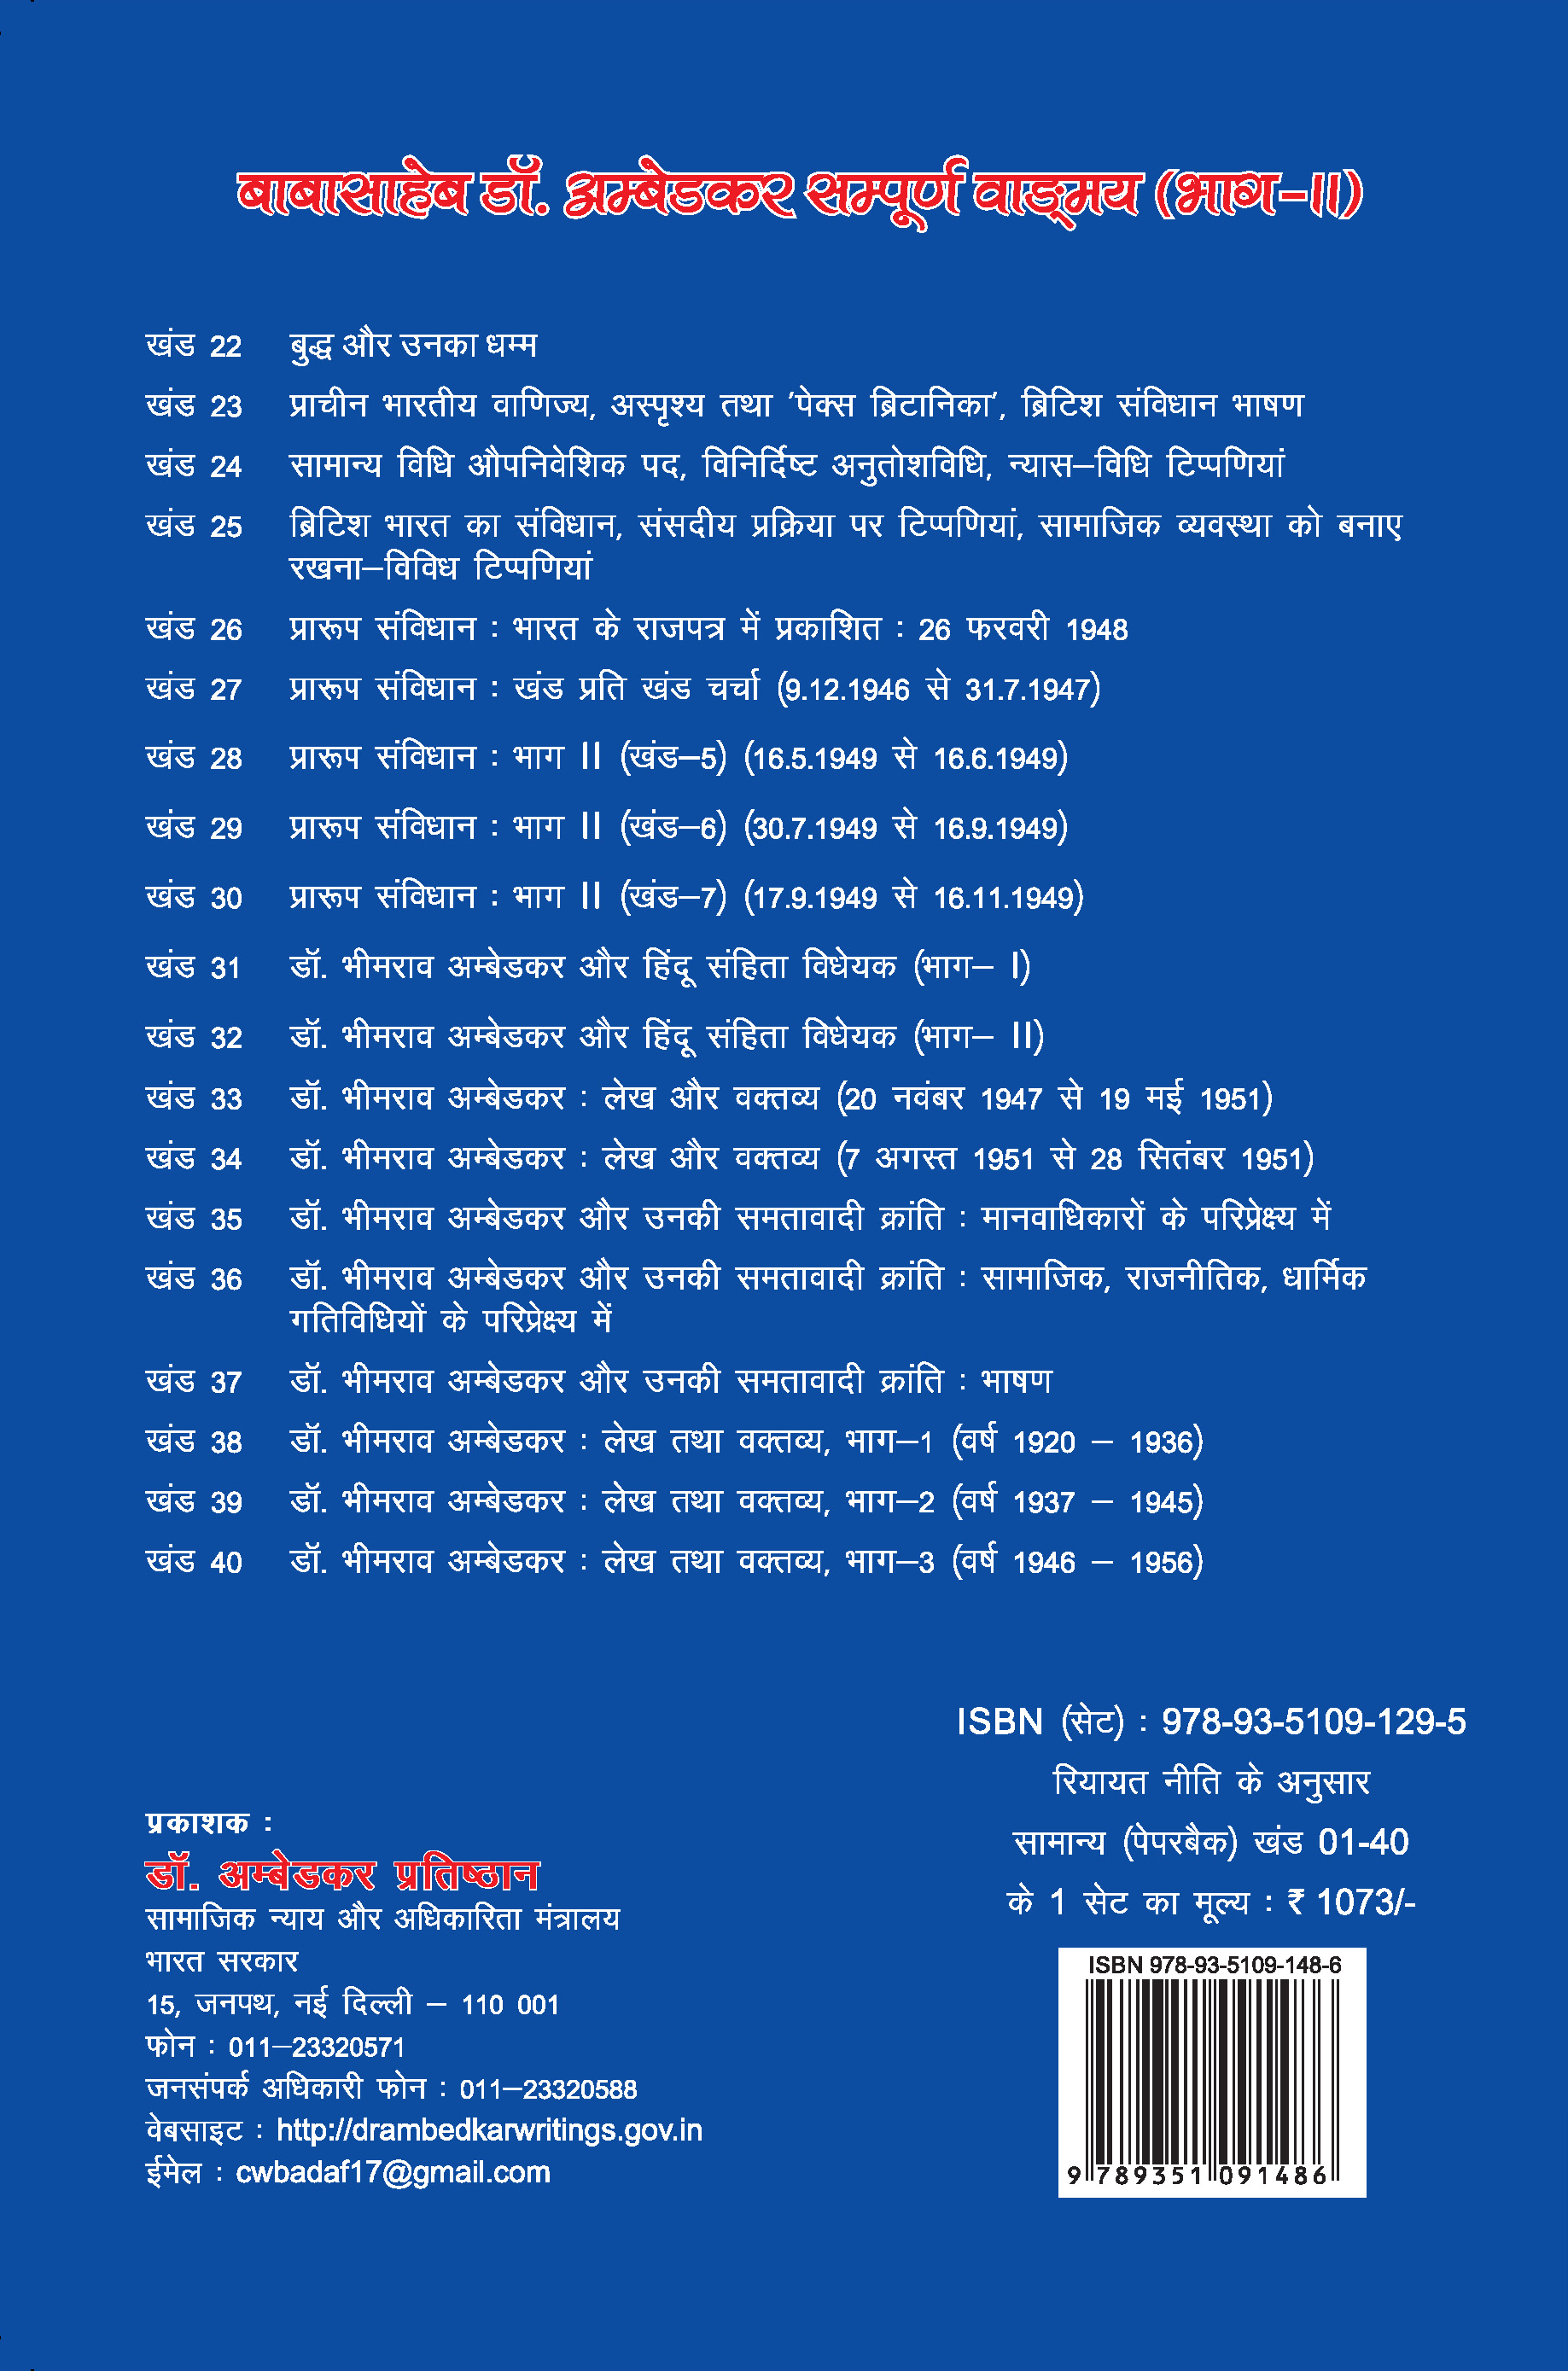 बाबासाहेब डॉ. अम्बेडकर सम्पूर्ण वाङ्मय (भाग-II)
खंड 22 बुद्ध और उनका धम्म
खंड 23 प्राचीन भारतीय वाणिज्य, अस्पृश्य तथा 'पेक्स ब्रिटानिका', ब्रिटिश संविधान भाषण
खंड 24 सामान्य विधि औपनिवेशिक पद, विनिर्दिष्ट अनुतोशविधि, न्यास–विधि टिप्पणियां
खंड 25 ब्रिटिश भारत का संविधान, संसदीय प्रक्रिया पर टिप्पणियां, सामाजिक व्यवस्था को बनाए
रखना–विविध टिप्पणियां
खंड 26 प्रारूप संविधान : भारत के राजपत्र में प्रकाशित : 26 फरवरी 1948
खंड 27 प्रारूप संविधान : खंड प्रति खंड चर्चा (9.12.1946 से 31.7.1947)
खंड 28 प्रारूप संविधान : भाग II (खंड–5) (16.5.1949 से 16.6.1949)
खंड 29 प्रारूप संविधान : भाग II (खंड–6) (30.7.1949 से 16.9.1949)
खंड 30 प्रारूप संविधान : भाग II (खंड–7) (17.9.1949 से 16.11.1949)
खंड 31 डॉ. भीमराव अम्बेडकर और हिंदू संहिता विधेयक (भाग– I)
खंड 32 डॉ. भीमराव अम्बेडकर और हिंदू संहिता विधेयक (भाग– II)
खंड 33 डॉ. भीमराव अम्बेडकर : लेख और वक्तव्य (20 नवंबर 1947 से 19 मई 1951)
खंड 34 डॉ. भीमराव अम्बेडकर : लेख और वक्तव्य (7 अगस्त 1951 से 28 सितंबर 1951)
खंड 35 डॉ. भीमराव अम्बेडकर और उनकी समतावादी क्रांति : मानवाधिकारों के परिप्रेक्ष्य में
खंड 36 डॉ. भीमराव अम्बेडकर और उनकी समतावादी क्रांति : सामाजिक, राजनीतिक, धार्मिक
गतिविधियों के परिप्रेक्ष्य में
खंड 37 डॉ. भीमराव अम्बेडकर और उनकी समतावादी क्रांति : भाषण
खंड 38 डॉ. भीमराव अम्बेडकर : लेख तथा वक्तव्य, भाग–1 (वर्ष 1920 – 1936)
खंड 39 डॉ. भीमराव अम्बेडकर : लेख तथा वक्तव्य, भाग–2 (वर्ष 1937 – 1945)
खंड 40 डॉ. भीमराव अम्बेडकर : लेख तथा वक्तव्य, भाग–3 (वर्ष 1946 – 1956)
ISBN (सेट) : 978-93-5109-129-5
रियायत नीति के अनुसार
सामान्य (पेपरबैक) खंड 01-40
के 1 सेट का मूल्य : ₹ 1073/-
प्रकाशक :
डॉ. अम्बेडकर प्रतिष्ठान
सामाजिक न्याय और अधिकारिता मंत्रालय
भारत सरकार
15, जनपथ, नई दिल्ली – 110 001
फोन : 011–23320571
जनसंपर्क अधिकारी फोन : 011–23320588
वेबसाइट : http://drambedkarwritings.gov.in
ईमेल : cwbadaf17@gmail.com
ISBN 978-93-5109-148-6
9 789351 091486